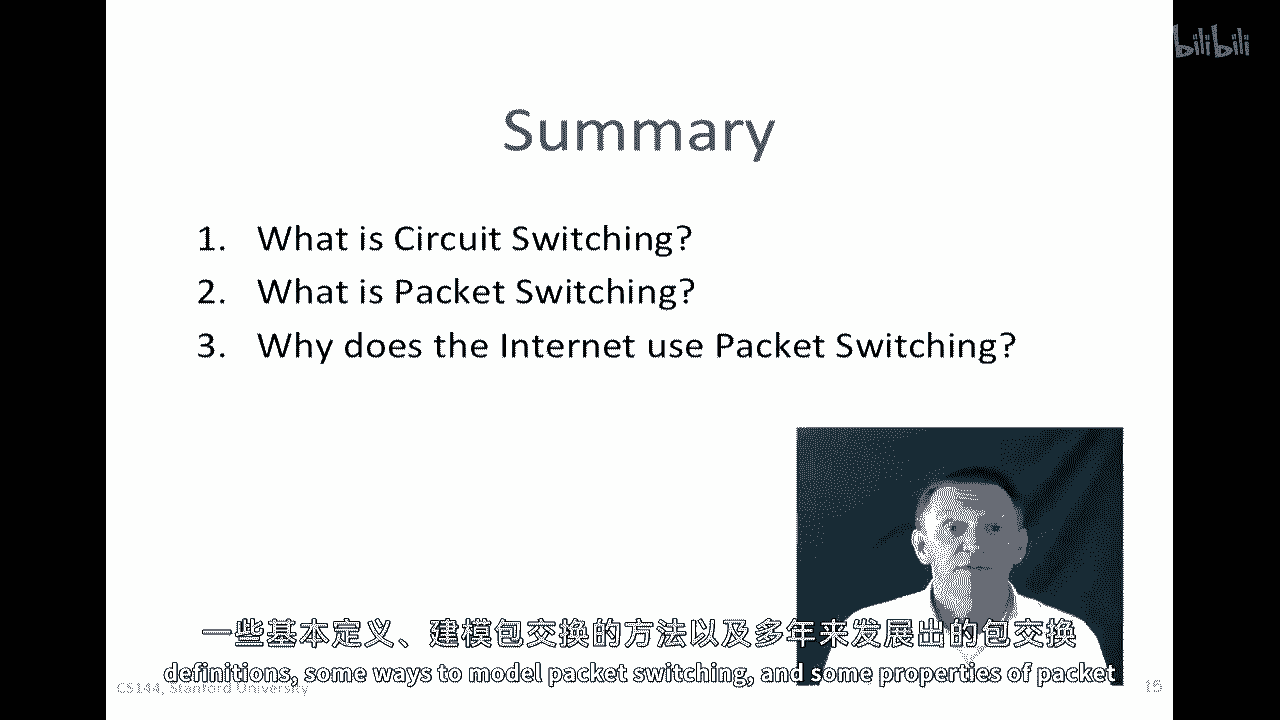 bilibili
Summary
1. What is Circuit Switching?
2. What is Packet Switching?
3. Why does the Internet use Packet Switching?
一些基本定义、建模包交换的方法以及多年来发展出的包交换
definitions, some ways to model packet switching, and some properties of packet
CS144, Stanford University
15